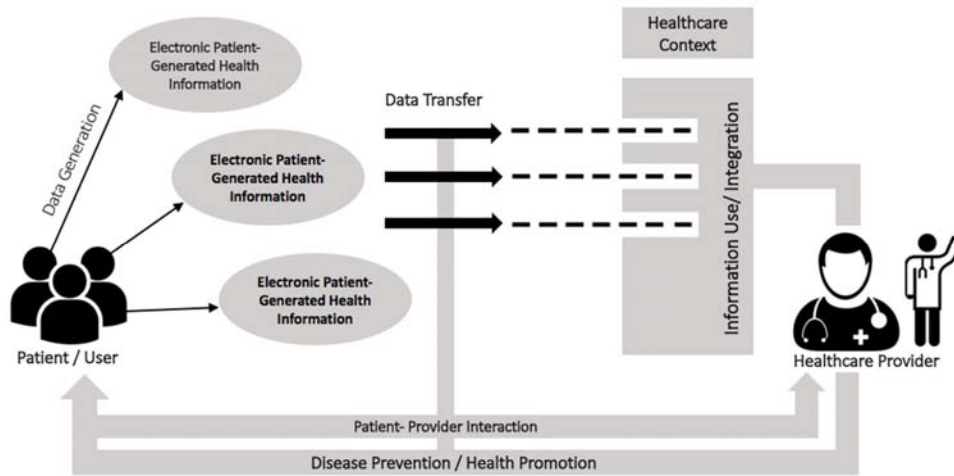 Healthcare
Context
Electronic Patient-
Generated Health
Information
Data Generation
Data Transfer
Electronic Patient-
Generated Health
Information
Information Use/ Integration
Electronic Patient-
Generated Health
Information
Patient / User
Healthcare Provider
Patient- Provider Interaction
Disease Prevention / Health Promotion